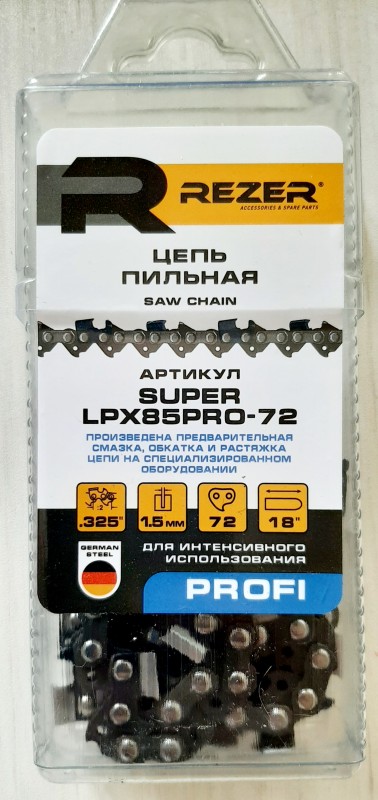 REZER®
ACCESSORIES & SPARE PARTS
ЦЕПЬ
ПИЛЬНАЯ
SAW CHAIN
АРТИКУЛ
SUPER
LPX85PRO-72
ПРОИЗВЕДЕНА ПРЕДВАРИТЕЛЬНАЯ
СМАЗКА, ОБКАТКА И РАСТЯЖКА
ЦЕПИ НА СПЕЦИАЛИЗИРОВАННОМ
ОБОРУДОВАНИИ
:2
.325" 1.5 ММ 72 18"
GERMAN
STEEL
ДЛЯ ИНТЕНСИВНОГО
ИСПОЛЬЗОВАНИЯ
PROFI